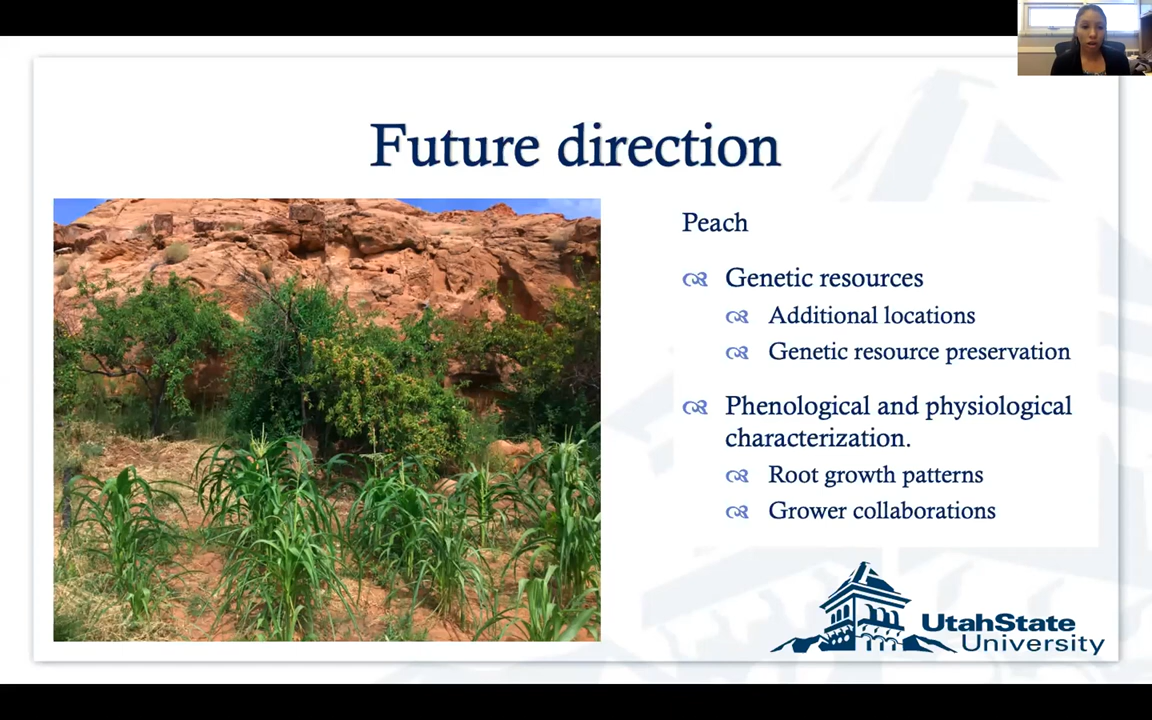 Future direction
Peach
Genetic resources
Additional locations
Genetic resource preservation
Phenological and physiological
characterization.
Root growth patterns
Grower collaborations
UtahState
University